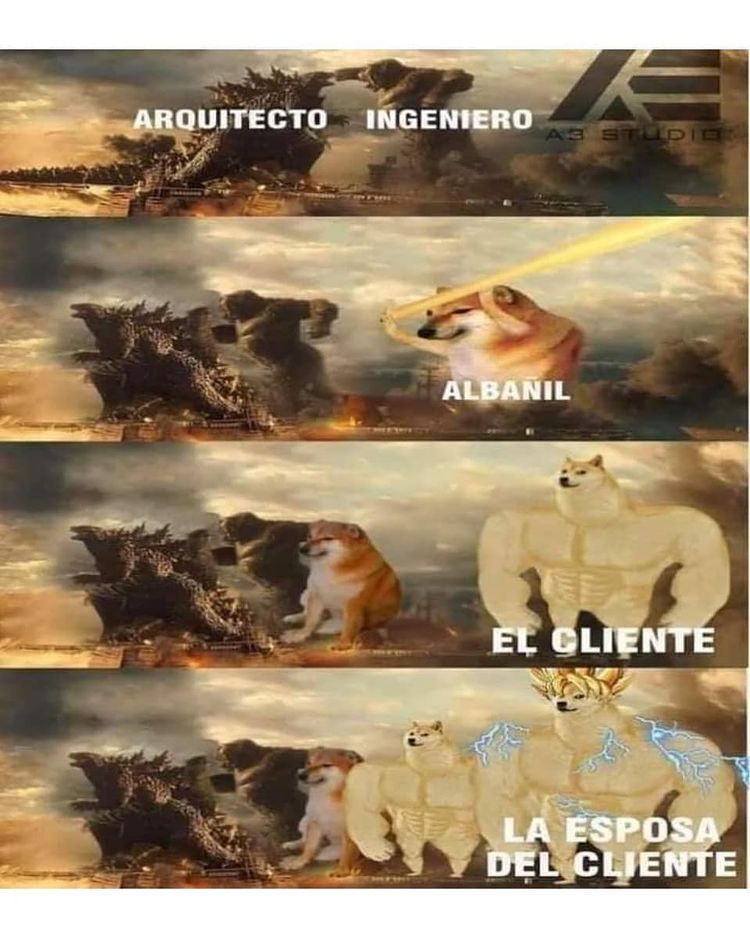 ARQUITECTO INGENIERO
A3 STUDIO
ALBAÑIL
EL CLIENTE
LA ESPOSA
DEL CLIENTE